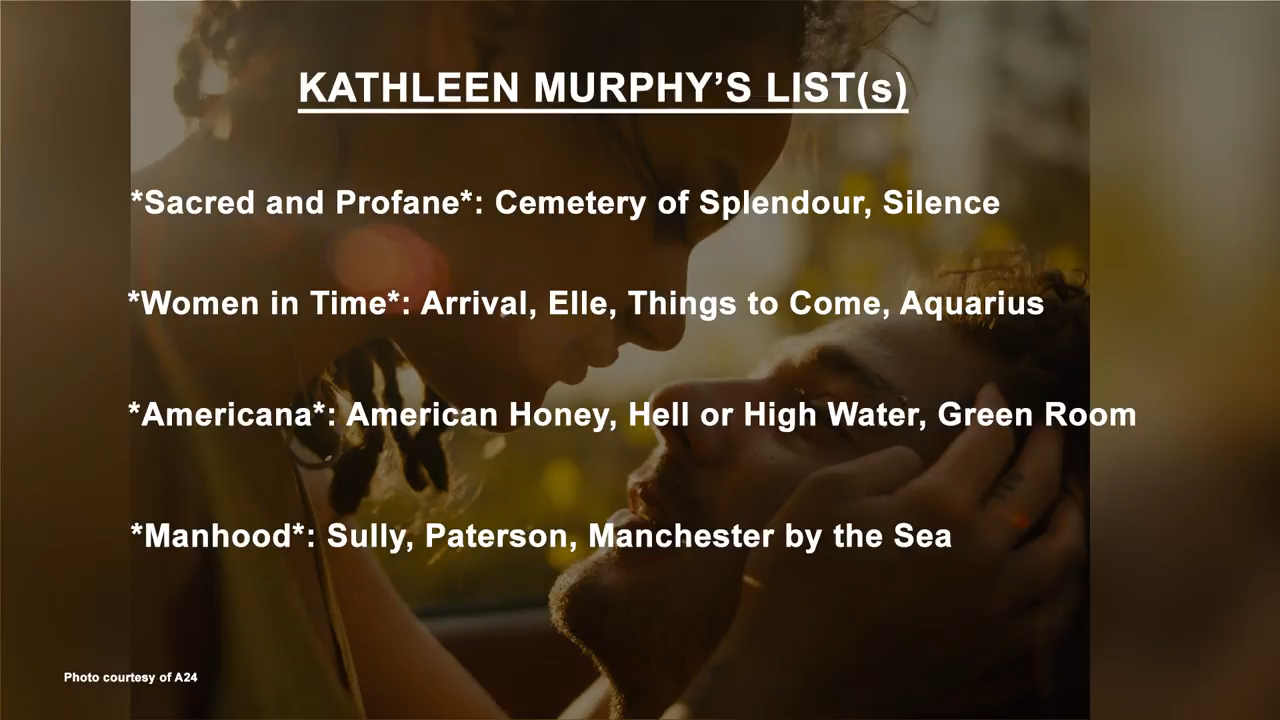 KATHLEEN MURPHY’S LIST(s)
*Sacred and Profane*: Cemetery of Splendour, Silence
*Women in Time*: Arrival, Elle, Things to Come, Aquarius
*Americana*: American Honey, Hell or High Water, Green Room
*Manhood*: Sully, Paterson, Manchester by the Sea
Photo courtesy of A24